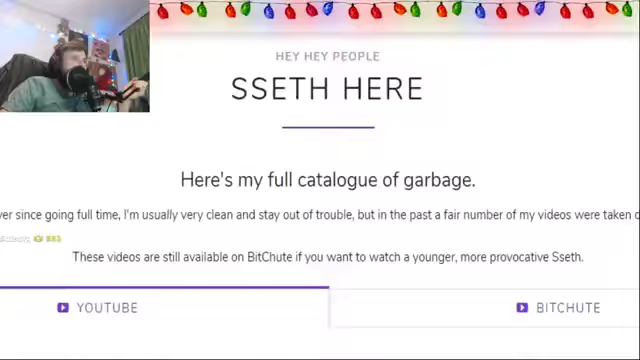 HEY HEY PEOPLE
SSETH HERE
Here's my full catalogue of garbage.
ver since going full time, I'm usually very clean and stay out of trouble, but in the past a fair number of my videos were taken
These videos are still available on BitChute if you want to watch a younger, more provocative Sseth.
YOUTUBE
BITCHUTE